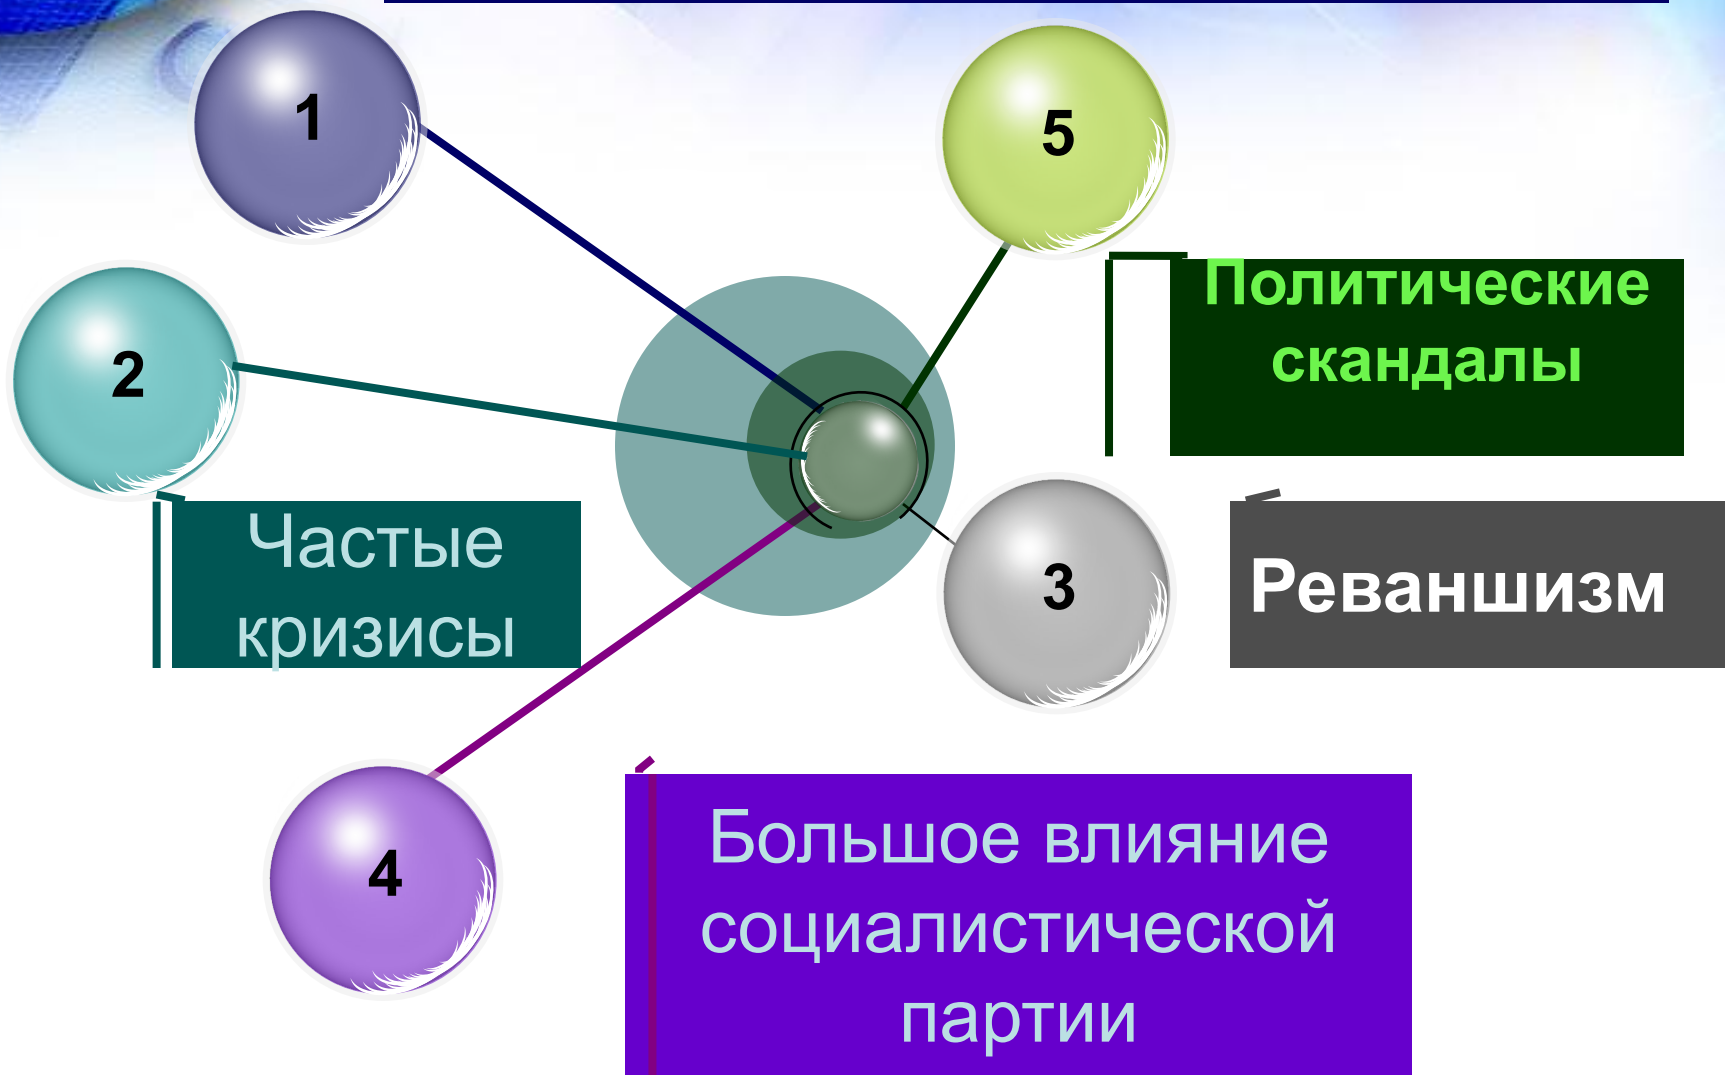 1
5
Политические
скандалы
2
Частые
кризисы
3
Реваншизм
4
Большое влияние
социалистической
партии